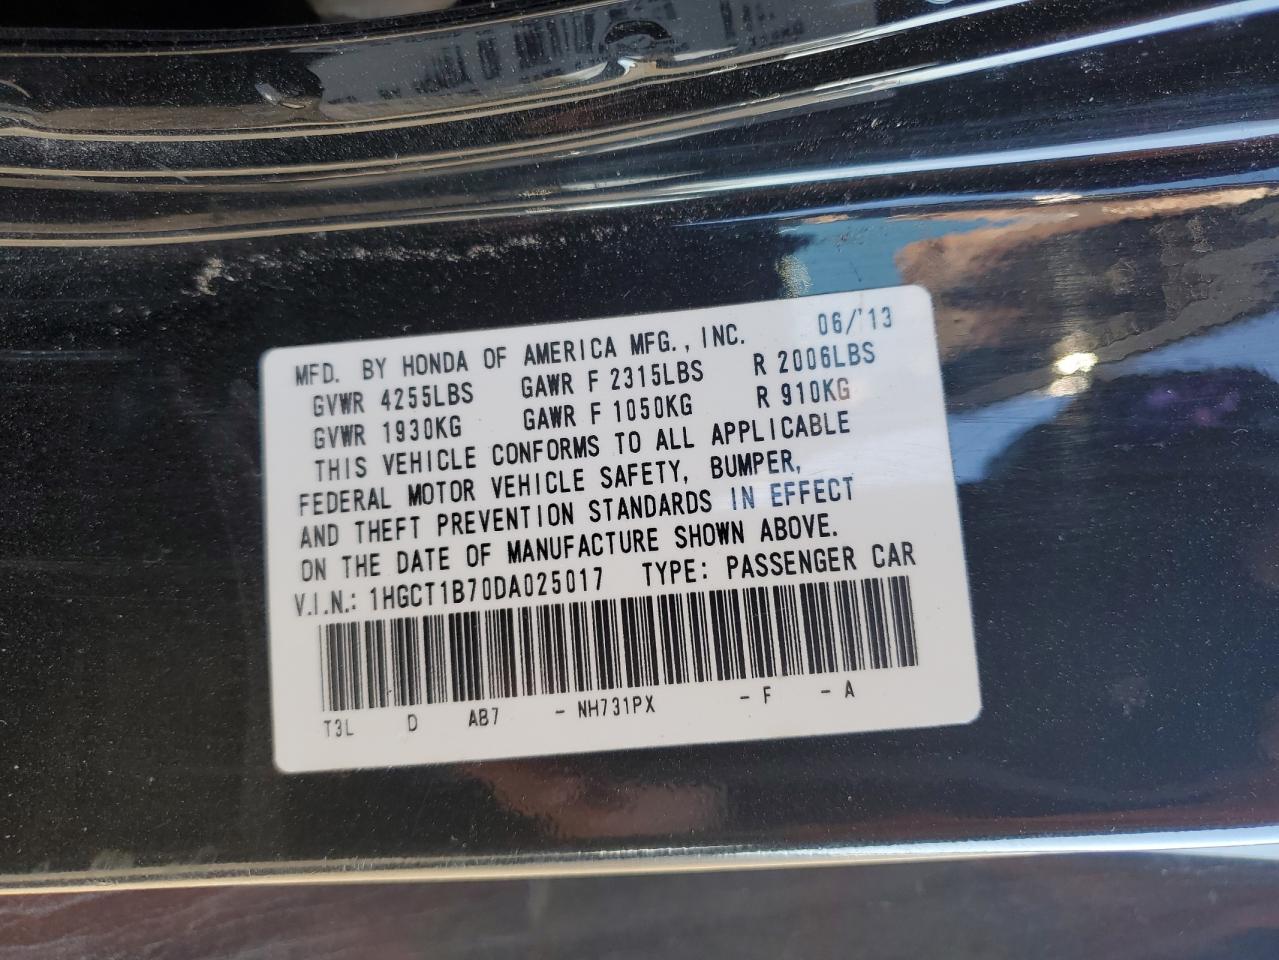 MFD. BY HONDA OF AMERICA MFG., INC. 06/'13
GVWR 4255LBS GAWR F 2315LBS R 2006LBS
GVWR 1930KG GAWR F 1050KG R 910KG
THIS VEHICLE CONFORMS TO ALL APPLICABLE
FEDERAL MOTOR VEHICLE SAFETY, BUMPER,
AND THEFT PREVENTION STANDARDS IN EFFECT
ON THE DATE OF MANUFACTURE SHOWN ABOVE.
V.I.N.: 1HGCT1B70DA025017 TYPE: PASSENGER CAR
T3L D AB7 - NH731PX - F - A